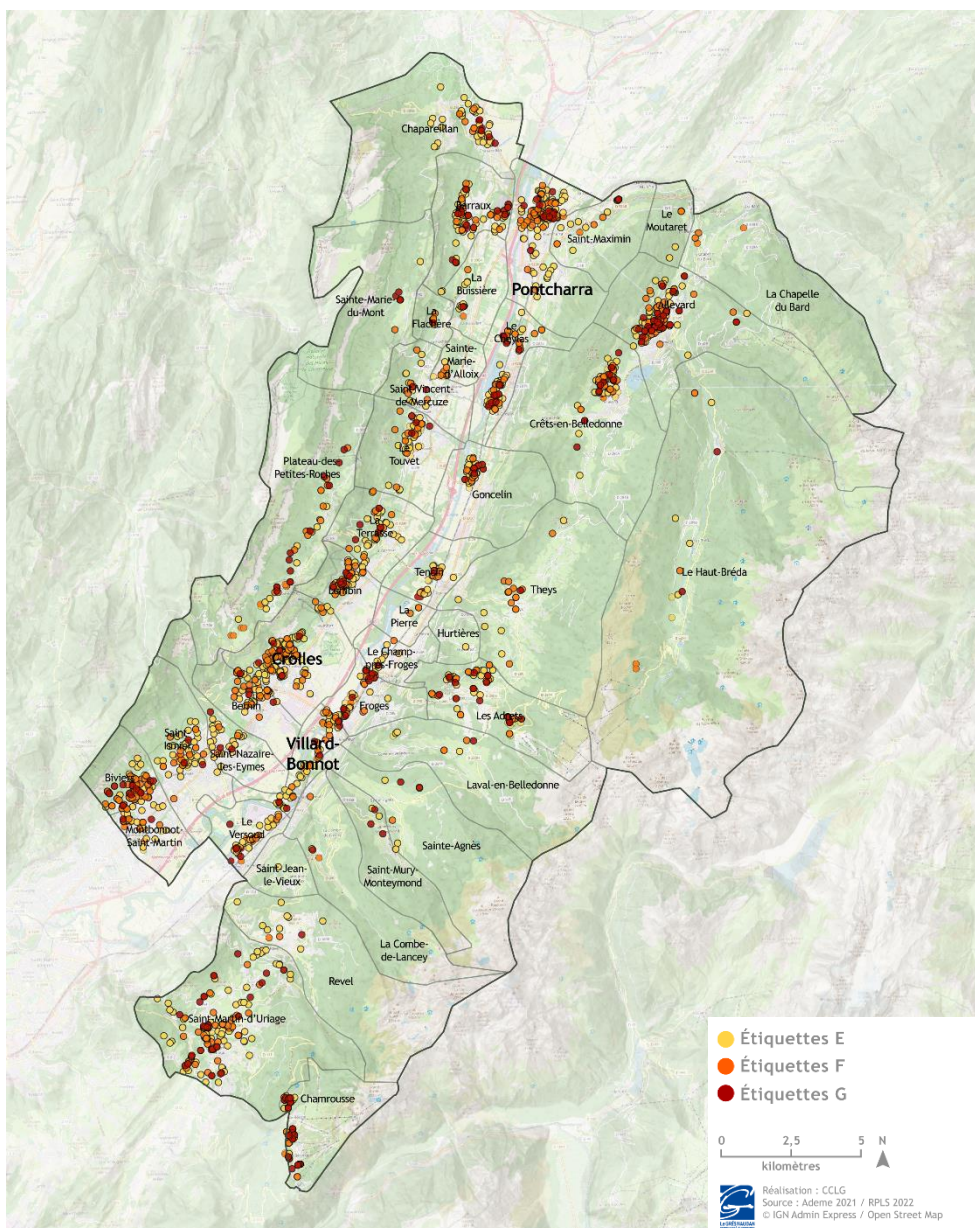 Chapareillan
Barraux
Le
Moutaret
Saint-Maximin
La
Buissière
Pontcharra
La Chapelle
du Bard
Sainte-Marie-
du-Mont
La
Flachère
Allevard
Le
Cheylas
Sainte-
Marie-
d'Alloix
Saint-Vincent-
de-Mercuze
Crêts-en-Belledonne
Le
Touvet
Plateau-des-
Petites-Roches
Goncelin
La
Terrasse
Tencin
Le Haut-Bréda
Lumbin
Theys
La
Pierre
Hurtières
Crolles
Le Champ-
près-Froges
Bernin
Froges
Les Adrets
Saint-
Ismier
Saint-Nazaire-
les-Eymes
Villard-
Bonnot
Biviers
Laval-en-Belledonne
Le
Versoud
Montbonnot-
Saint-Martin
Sainte-Agnès
Saint-Jean-
le-Vieux
Saint-Mury-
Monteymond
La Combe-
de-Lancey
Revel
Saint-Martin-d'Uriage
Chamrousse
Étiquettes E
Étiquettes F
Étiquettes G
0 2,5 5 N
kilomètres
Réalisation : CCLG
Source : Ademe 2021 / RPLS 2022
© IGN Admin Express / Open Street Map
LE GRÉSIVAUDAN